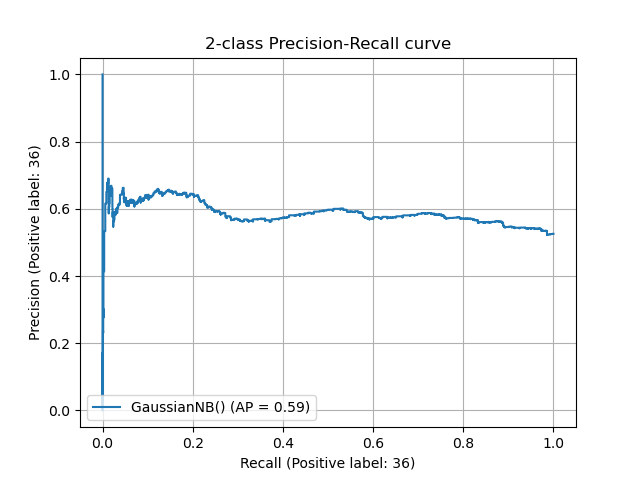 2-class Precision-Recall curve
1.0
0.8
0.6
0.4
0.2
0.0
Precision (Positive label: 36)
GaussianNB() (AP = 0.59)
0.0 0.2 0.4 0.6 0.8 1.0
Recall (Positive label: 36)